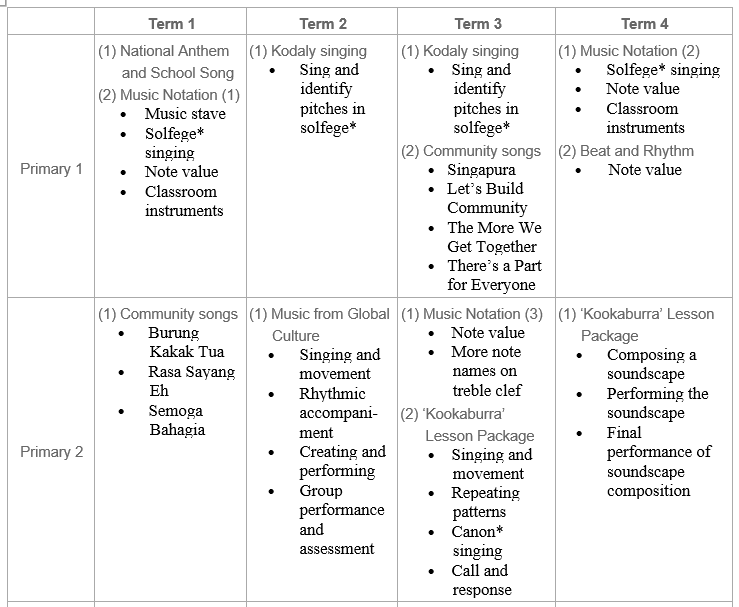 Term 1
Term 2
Term 3
Term 4
Primary 1
(1) National Anthem
and School Song
(2) Music Notation (1)
• Music stave
• Solfege*
singing
• Note value
• Classroom
instruments
(1) Kodaly singing
• Sing and
identify
pitches in
solfege*
(1) Kodaly singing
• Sing and
identify
pitches in
solfege*
(2) Community songs
• Singapura
• Let’s Build
Community
• The More We
Get Together
• There’s a Part
for Everyone
(1) Music Notation (2)
• Solfege* singing
• Note value
• Classroom
instruments
(2) Beat and Rhythm
• Note value
Primary 2
(1) Community songs
• Burung
Kakak Tua
• Rasa Sayang
Eh
• Semoga
Bahagia
(1) Music from Global
Culture
• Singing and
movement
• Rhythmic
accompani-
ment
• Creating and
performing
• Group
performance
and
assessment
(1) Music Notation (3)
• Note value
• More note
names on
treble clef
(2) ‘Kookaburra’
Lesson Package
• Singing and
movement
• Repeating
patterns
• Canon*
singing
• Call and
response
(1) ‘Kookaburra’ Lesson
Package
• Composing a
soundscape
• Performing the
soundscape
• Final
performance of
soundscape
composition